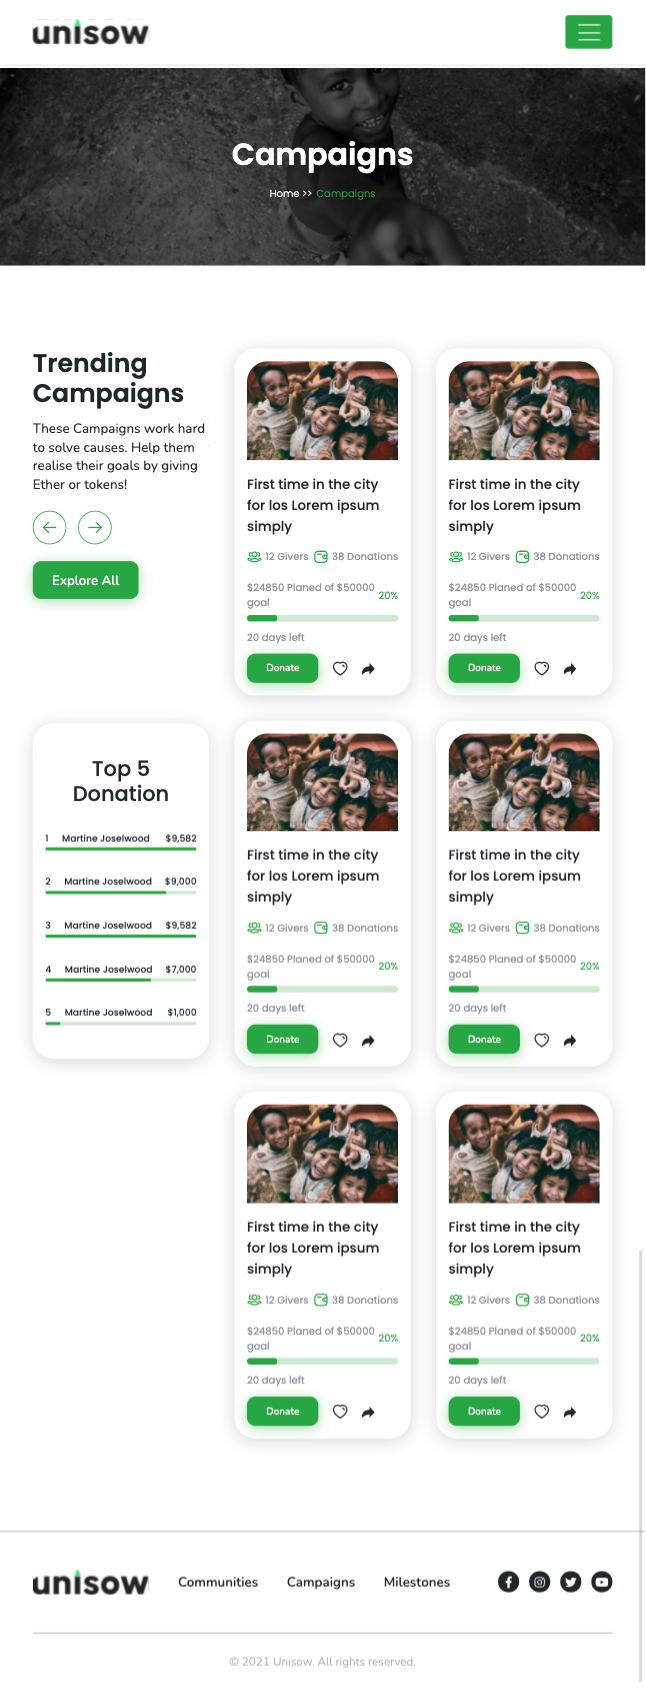 unisow
Campaigns
Home >> Campaigns
Trending
Campaigns
These Campaigns work hard
to solve causes. Help them
realise their goals by giving
Ether or tokens!
Explore All
First time in the city
for los Lorem ipsum
simply
12 Givers 38 Donations
$24850 Planed of $50000
goal
20%
20 days left
Donate
First time in the city
for los Lorem ipsum
simply
12 Givers 38 Donations
$24850 Planed of $50000
goal
20%
20 days left
Donate
Top 5
Donation
1 Martine Joselwood $9,582
2 Martine Joselwood $9,000
3 Martine Joselwood $9,582
4 Martine Joselwood $7,000
5 Martine Joselwood $1,000
First time in the city
for los Lorem ipsum
simply
12 Givers 38 Donations
$24850 Planed of $50000
goal
20%
20 days left
Donate
First time in the city
for los Lorem ipsum
simply
12 Givers 38 Donations
$24850 Planed of $50000
goal
20%
20 days left
Donate
First time in the city
for los Lorem ipsum
simply
12 Givers 38 Donations
$24850 Planed of $50000
goal
20%
20 days left
Donate
First time in the city
for los Lorem ipsum
simply
12 Givers 38 Donations
$24850 Planed of $50000
goal
20%
20 days left
Donate
unisow
Communities Campaigns Milestones
© 2021 Unisow. All rights reserved.